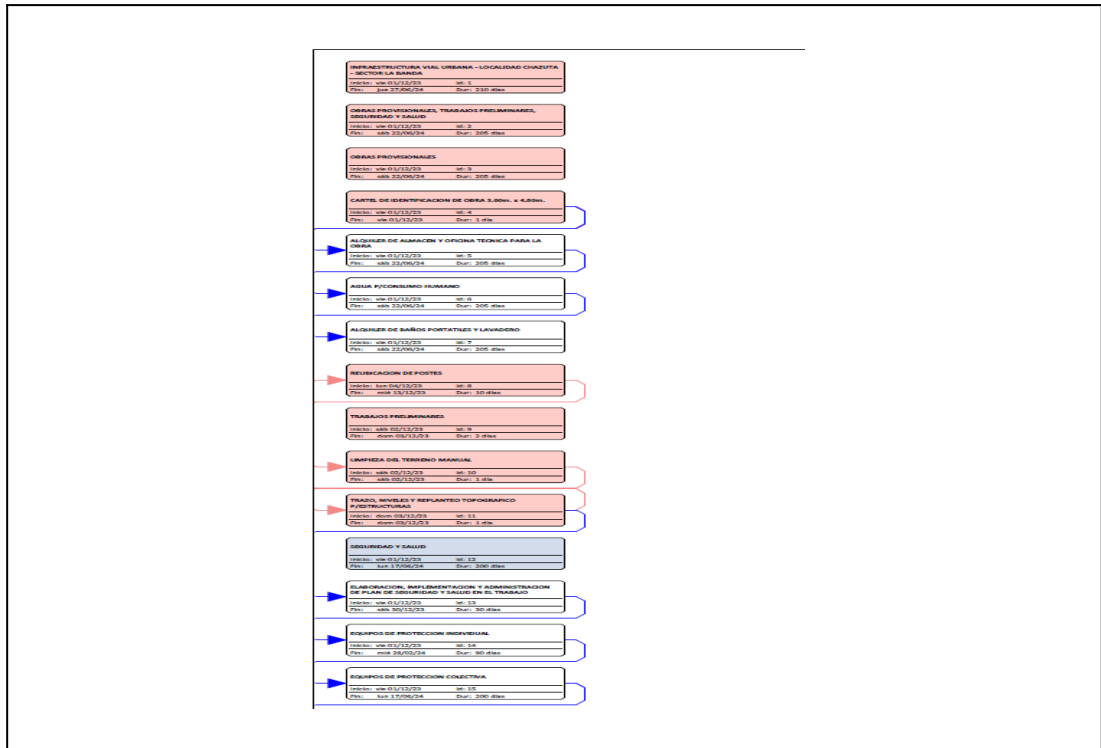 INFRAESTRUCTURA VIAL URBANA - LOCALIDAD CHAZUTA
- SECTOR LA BANDA
Inicio: vie 01/12/23 Id: 1
Fin: jue 27/06/24 Dur: 210 días
OBRAS PROVISIONALES, TRABAJOS PRELIMINARES,
SEGURIDAD Y SALUD
Inicio: vie 01/12/23 Id: 2
Fin: sáb 22/06/24 Dur: 205 días
OBRAS PROVISIONALES
Inicio: vie 01/12/23 Id: 3
Fin: sáb 22/06/24 Dur: 205 días
CARTEL DE IDENTIFICACION DE OBRA 3.60m. x 4.80m.
Inicio: vie 01/12/23 Id: 4
Fin: vie 01/12/23 Dur: 1 día
ALQUILER DE ALMACEN Y OFICINA TECNICA PARA LA
OBRA
Inicio: vie 01/12/23 Id: 5
Fin: sáb 22/06/24 Dur: 205 días
AGUA P/CONSUMO HUMANO
Inicio: vie 01/12/23 Id: 6
Fin: sáb 22/06/24 Dur: 205 días
ALQUILER DE BAÑOS PORTATILES Y LAVADERO
Inicio: vie 01/12/23 Id: 7
Fin: sáb 22/06/24 Dur: 205 días
REUBICACION DE POSTES
Inicio: lun 04/12/23 Id: 8
Fin: mié 13/12/23 Dur: 10 días
TRABAJOS PRELIMINARES
Inicio: sáb 02/12/23 Id: 9
Fin: dom 03/12/23 Dur: 2 días
LIMPIEZA DEL TERRENO MANUAL
Inicio: sáb 02/12/23 Id: 10
Fin: sáb 02/12/23 Dur: 1 día
TRAZO, NIVELES Y REPLANTEO TOPOGRAFICO
P/ESTRUCTURAS
Inicio: dom 03/12/23 Id: 11
Fin: dom 03/12/23 Dur: 1 día
SEGURIDAD Y SALUD
Inicio: vie 01/12/23 Id: 12
Fin: lun 17/06/24 Dur: 200 días
ELABORACION, IMPLEMENTACION Y ADMINISTRACION
DE PLAN DE SEGURIDAD Y SALUD EN EL TRABAJO
Inicio: vie 01/12/23 Id: 13
Fin: sáb 30/12/23 Dur: 30 días
EQUIPOS DE PROTECCION INDIVIDUAL
Inicio: vie 01/12/23 Id: 14
Fin: mié 28/02/24 Dur: 90 días
EQUIPOS DE PROTECCION COLECTIVA
Inicio: vie 01/12/23 Id: 15
Fin: lun 17/06/24 Dur: 200 días